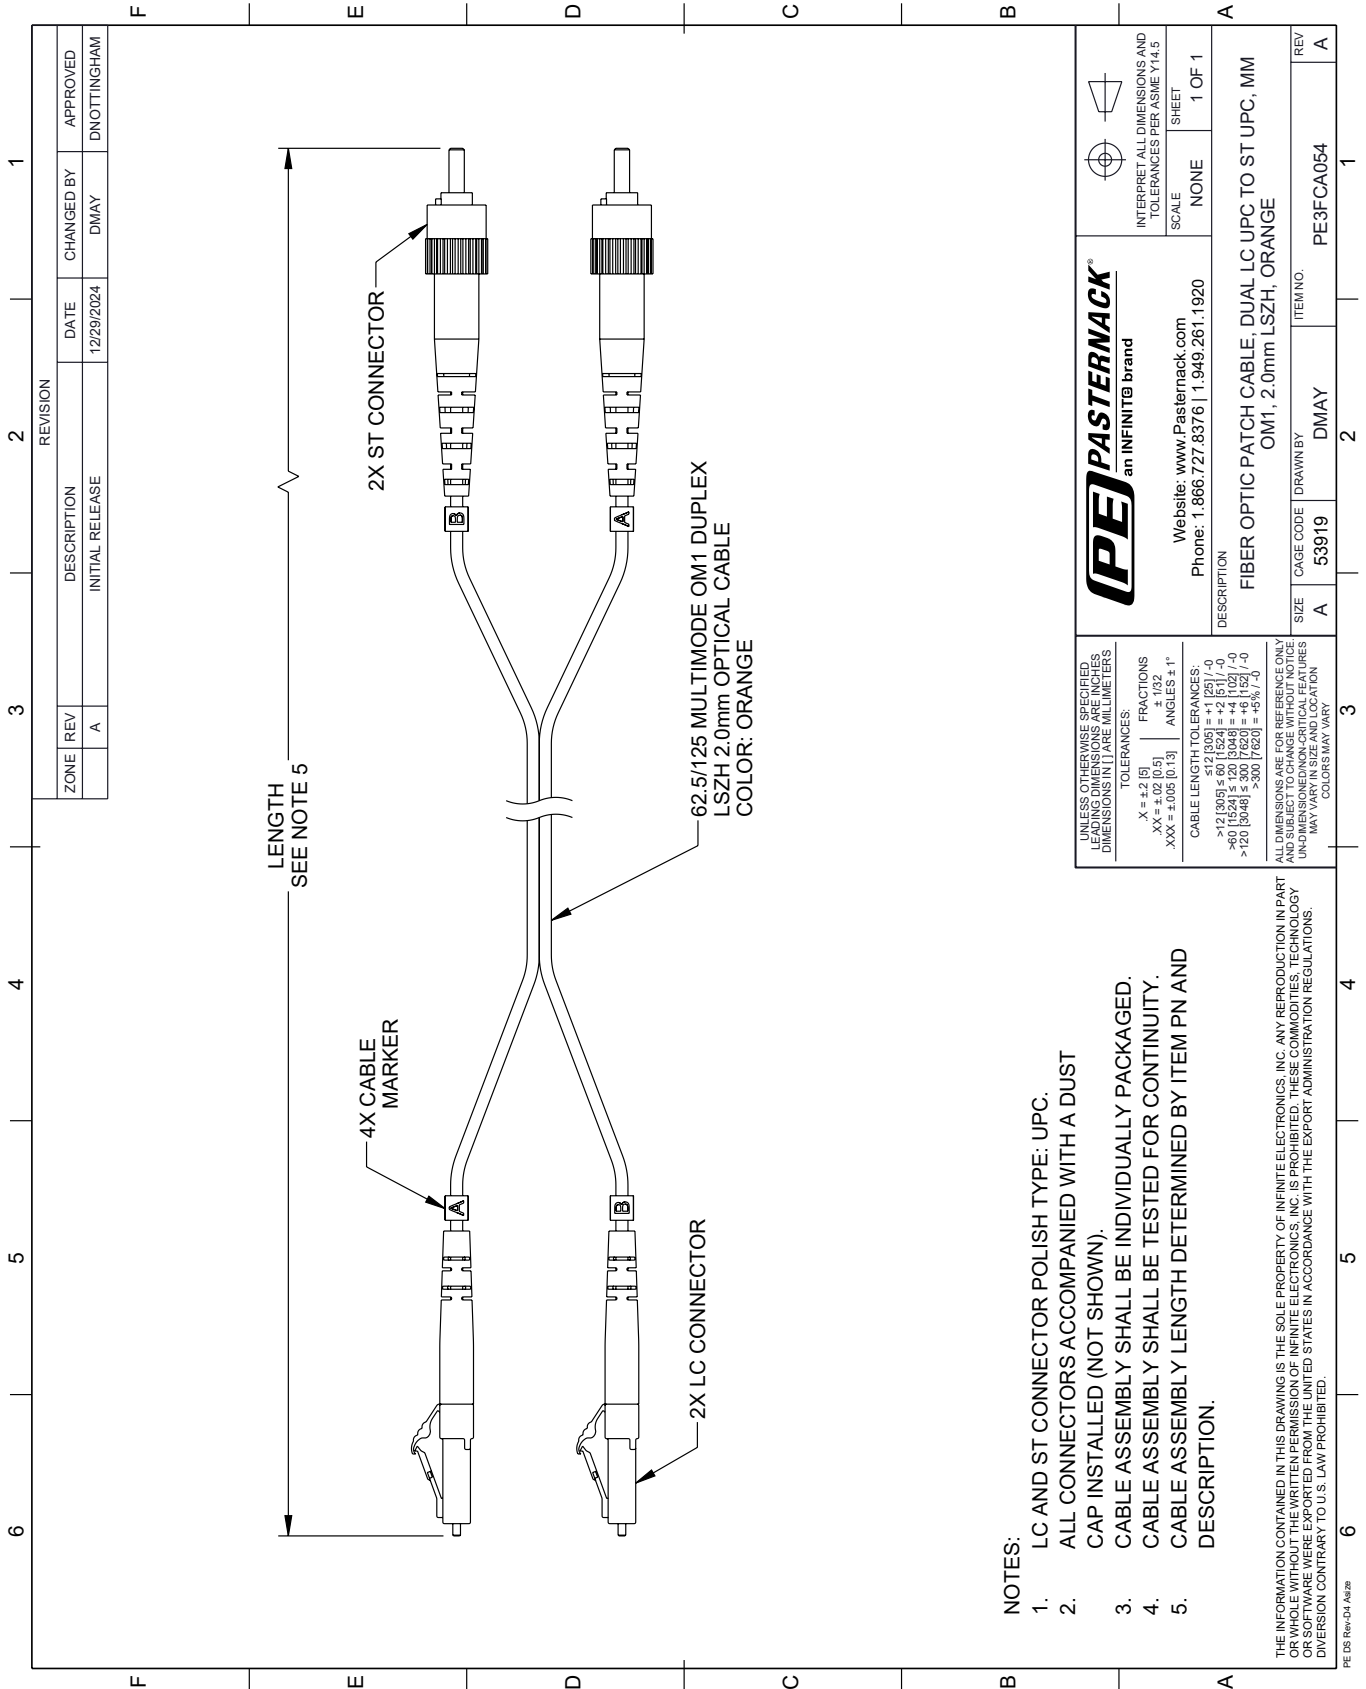 6
5
4
3
2
1
F
E
D
C
B
A
REVISION
ZONE REV DESCRIPTION DATE CHANGED BY APPROVED
A INITIAL RELEASE 12/29/2024 DMAY DNOTTINGHAM
LENGTH
SEE NOTE 5
4X CABLE
MARKER
2X ST CONNECTOR
A
B
B
A
2X LC CONNECTOR
62.5/125 MULTIMODE OM1 DUPLEX
LSZH 2.0mm OPTICAL CABLE
COLOR: ORANGE
NOTES:
1. LC AND ST CONNECTOR POLISH TYPE: UPC.
2. ALL CONNECTORS ACCOMPANIED WITH A DUST
CAP INSTALLED (NOT SHOWN).
3. CABLE ASSEMBLY SHALL BE INDIVIDUALLY PACKAGED.
4. CABLE ASSEMBLY SHALL BE TESTED FOR CONTINUITY.
5. CABLE ASSEMBLY LENGTH DETERMINED BY ITEM PN AND
DESCRIPTION.
THE INFORMATION CONTAINED IN THIS DRAWING IS THE SOLE PROPERTY OF INFINITE ELECTRONICS, INC. ANY REPRODUCTION IN PART
OR WHOLE WITHOUT THE WRITTEN PERMISSION OF INFINITE ELECTRONICS, INC. IS PROHIBITED. THESE COMMODITIES, TECHNOLOGY
OR SOFTWARE WERE EXPORTED FROM THE UNITED STATES IN ACCORDANCE WITH THE EXPORT ADMINISTRATION REGULATIONS.
DIVERSION CONTRARY TO U.S. LAW PROHIBITED.
UNLESS OTHERWISE SPECIFIED
LEADING DIMENSIONS ARE INCHES
DIMENSIONS IN [ ] ARE MILLIMETERS
TOLERANCES:
.X = ±.2 [5] FRACTIONS
.XX = ±.02 [0.5] ± 1/32
.XXX = ±.005 [0.13] ANGLES ± 1°
CABLE LENGTH TOLERANCES:
≤12 [305] = +1 [25] / -0
>12 [305] ≤ 60 [1524] = +2 [51] / -0
>60 [1524] ≤ 120 [3048] = +4 [102] / -0
>120 [3048] ≤ 300 [7620] = +6 [152] / -0
>300 [7620] = +5% / -0
ALL DIMENSIONS ARE FOR REFERENCE ONLY
AND SUBJECT TO CHANGE WITHOUT NOTICE.
UN-DIMENSIONED/NON-CRITICAL FEATURES
MAY VARY IN SIZE AND LOCATION
COLORS MAY VARY
PE PASTERNACK®
an INFINIT@ brand
Website: www.Pasternack.com
Phone: 1.866.727.8376 | 1.949.261.1920
INTERPRET ALL DIMENSIONS AND
TOLERANCES PER ASME Y14.5
SCALE SHEET
NONE 1 OF 1
DESCRIPTION
FIBER OPTIC PATCH CABLE, DUAL LC UPC TO ST UPC, MM
OM1, 2.0mm LSZH, ORANGE
SIZE CAGE CODE DRAWN BY ITEM NO. REV
A 53919 DMAY PE3FCA054 A
F
E
D
C
B
A
6
5
4
3
2
1
PE DS Rev-D4 Asize